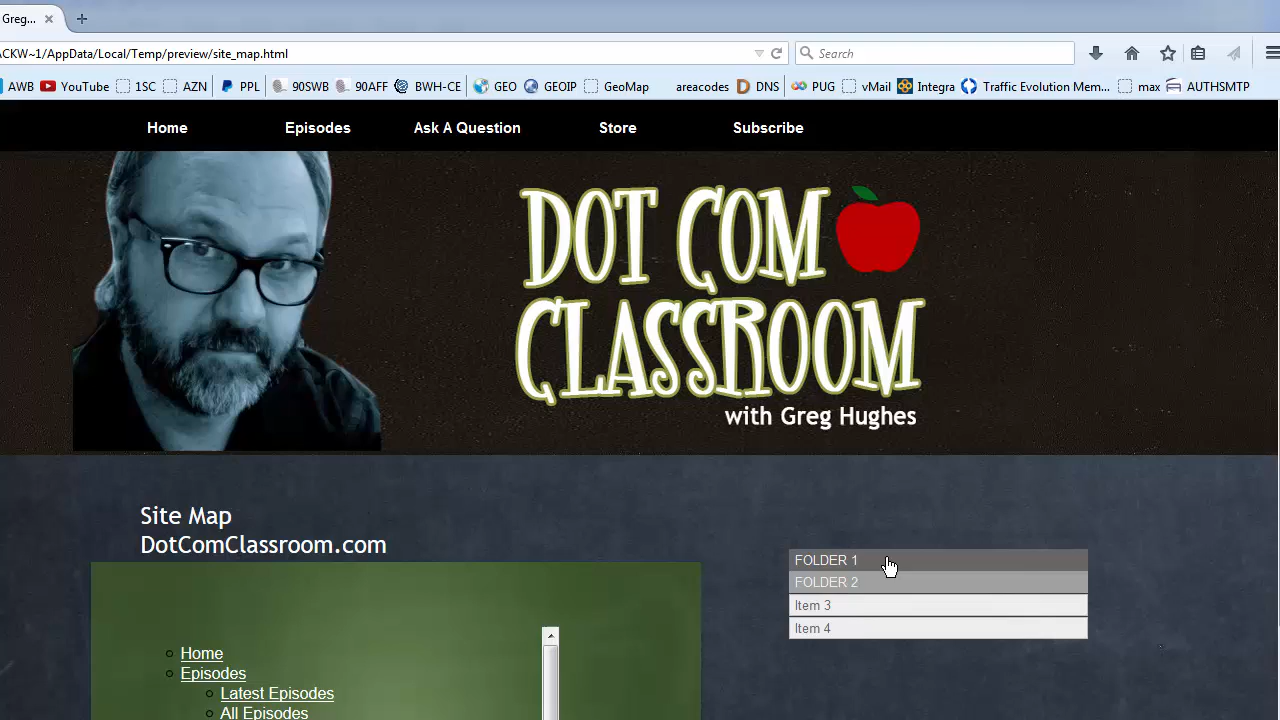 Greg...
ACKW~1/AppData/Local/Temp/preview/site_map.html
Search
AWB YouTube 1SC AZN PPL 90SWB 90AFF BWH-CE GEO GEOIP GeoMap areacodes DNS PUG vMail Integra Traffic Evolution Mem... max AUTHSMTP
Home Episodes Ask A Question Store Subscribe
DOT COM
CLASSROOM
with Greg Hughes
Site Map
DotComClassroom.com
FOLDER 1
FOLDER 2
Item 3
Item 4
Home
Episodes
Latest Episodes
All Episodes